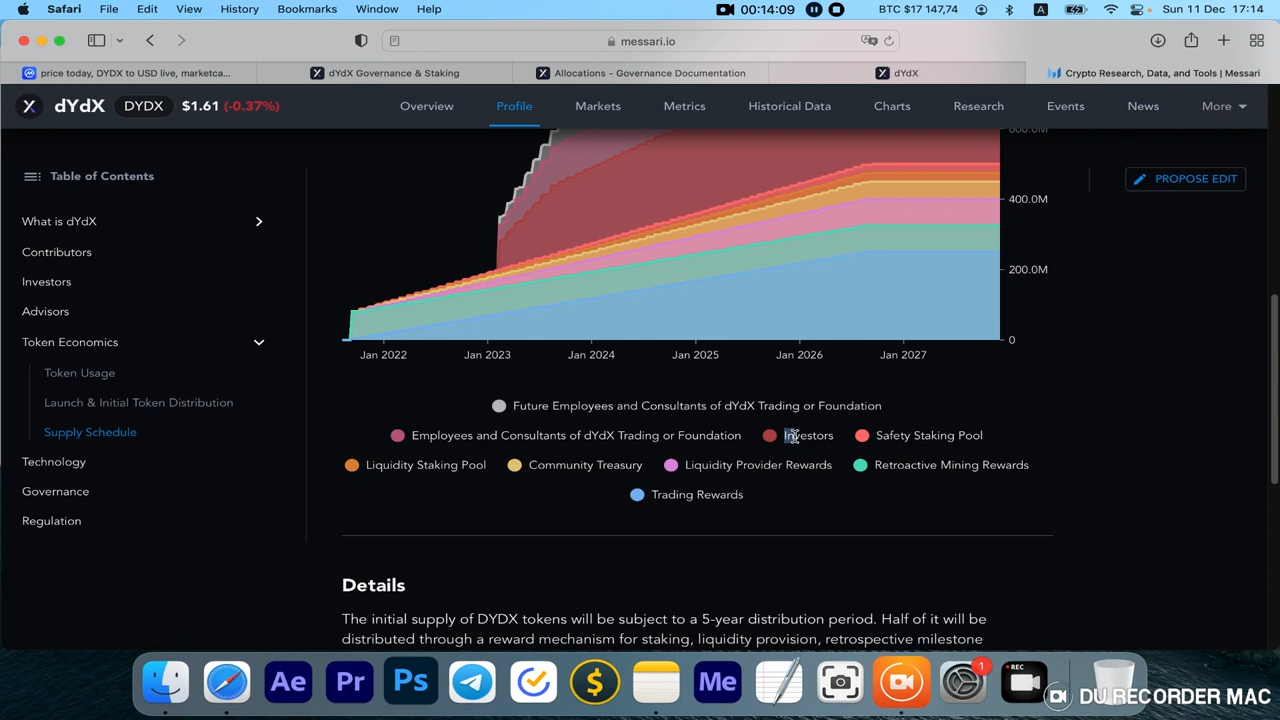 Safari File Edit View History Bookmarks Window Help 00:14:09 BTC $ 17 147,74 A Sun 11 Dec 17:14
messari.io
price today, DYDX to USD live, marketca... dYdX Governance & Staking Allocations - Governance Documentation dYdX Crypto Research, Data, and Tools | Messari
dYdX DYDX $1.61 (-0.37%) Overview Profile Markets Metrics Historical Data Charts Research Events News More
600.0M
Table of Contents
PROPOSE EDIT
400.0M
What is dYdX
Contributors
200.0M
Investors
Advisors
0
Token Economics
Jan 2022 Jan 2023 Jan 2024 Jan 2025 Jan 2026 Jan 2027
Token Usage
Launch & Initial Token Distribution
Future Employees and Consultants of dYdX Trading or Foundation
Supply Schedule
Employees and Consultants of dYdX Trading or Foundation Investors Safety Staking Pool
Technology
Liquidity Staking Pool Community Treasury Liquidity Provider Rewards Retroactive Mining Rewards
Governance
Trading Rewards
Regulation
Details
The initial supply of DYDX tokens will be subject to a 5-year distribution period. Half of it will be
distributed through a reward mechanism for staking, liquidity provision, retrospective milestone
Ae Pr Ps $ Me 1 REC
DU RECORDER MAC